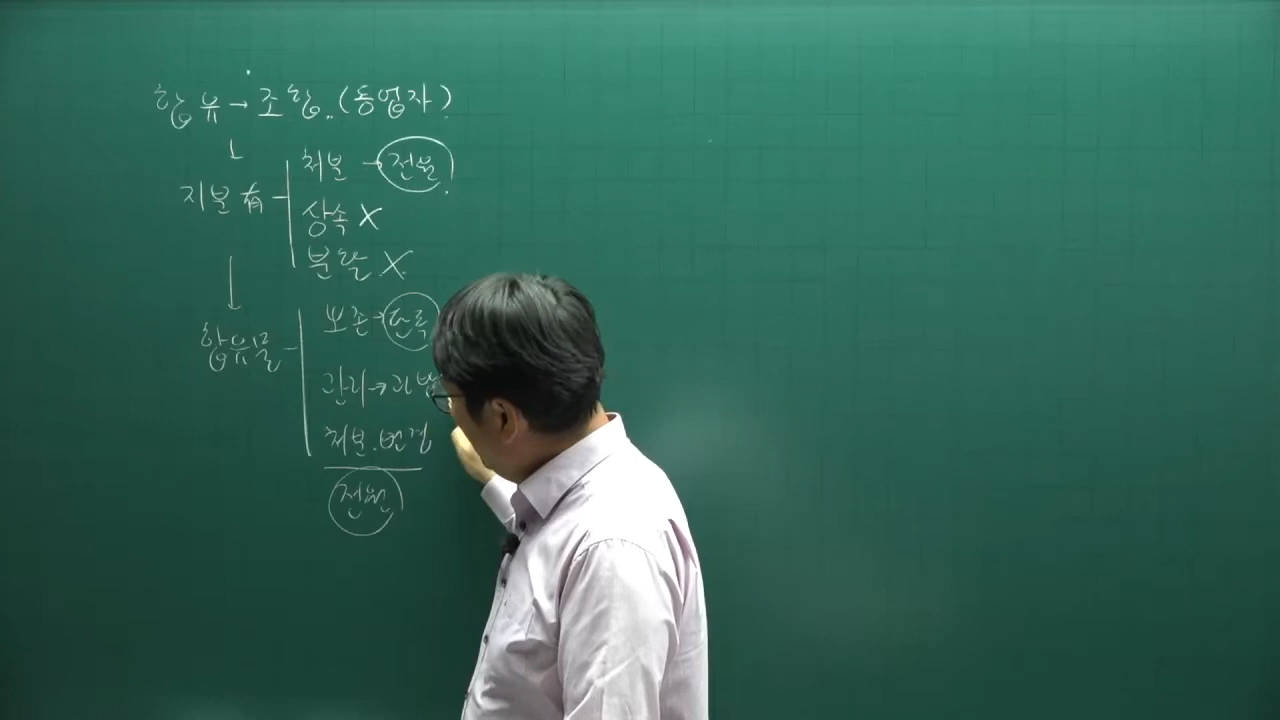 합유→조합 (동업자)
지분 有
처분→전원
상속 X
분할 X
합유물
보존→단독
관리→과반
처분·변경
전원